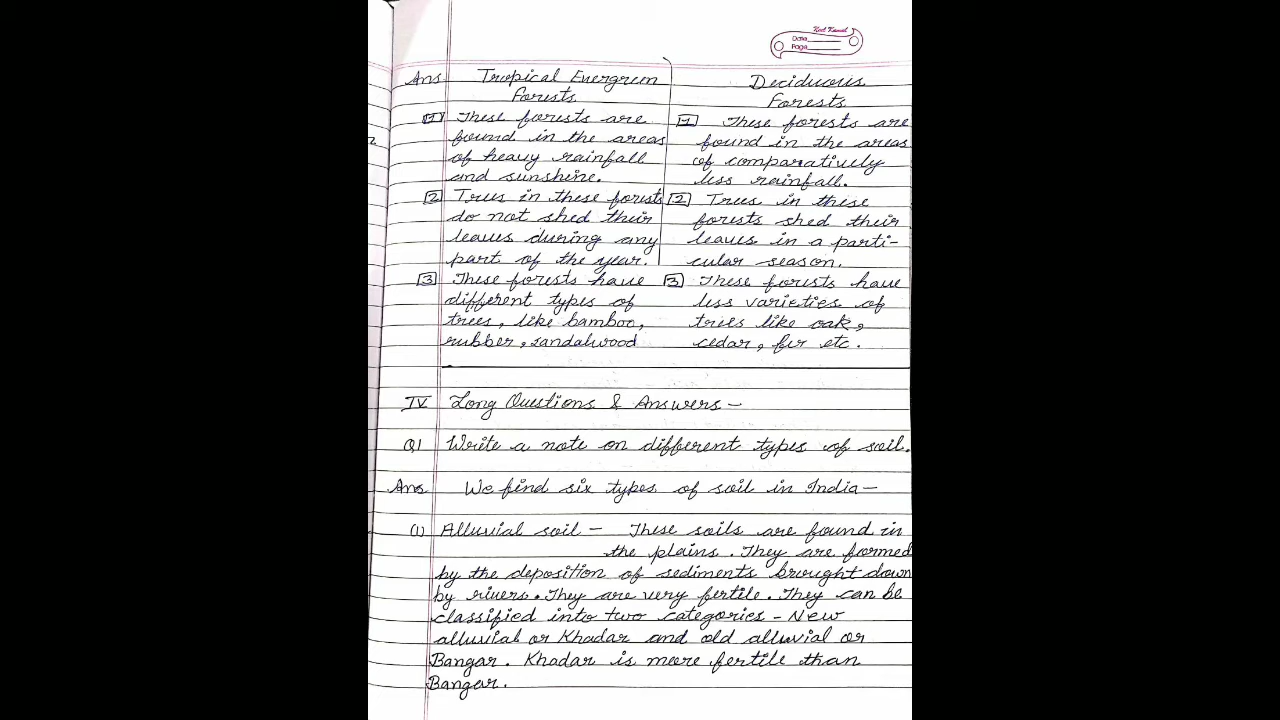 Neel Kamal
Date
Page
Ans Tropical Evergreen
Forests
[1] These forests are
found in the areas
of heavy rainfall
and sunshine.
[2] Trees in these forests
do not shed their
leaves during any
part of the year.
[3] These forests have
different types of
trees, like bamboo,
rubber, sandalwood
Deciduous
Forests
[1] These forests are
found in the areas
of comparatively
less rainfall.
[2] Trees in these
forests shed their
leaves in a parti-
cular season.
[3] These forests have
less varieties of
trees like oak,
cedar, fir etc.
IV Long Questions & Answers -
Q1 Write a note on different types of soil.
Ans We find six types of soil in India -
(1) Alluvial soil - These soils are found in
the plains. They are formed
by the deposition of sediments brought down
by rivers. They are very fertile. They can be
classified into two categories - New
alluvial or Khadar and old alluvial or
Bangar. Khadar is more fertile than
Bangar.